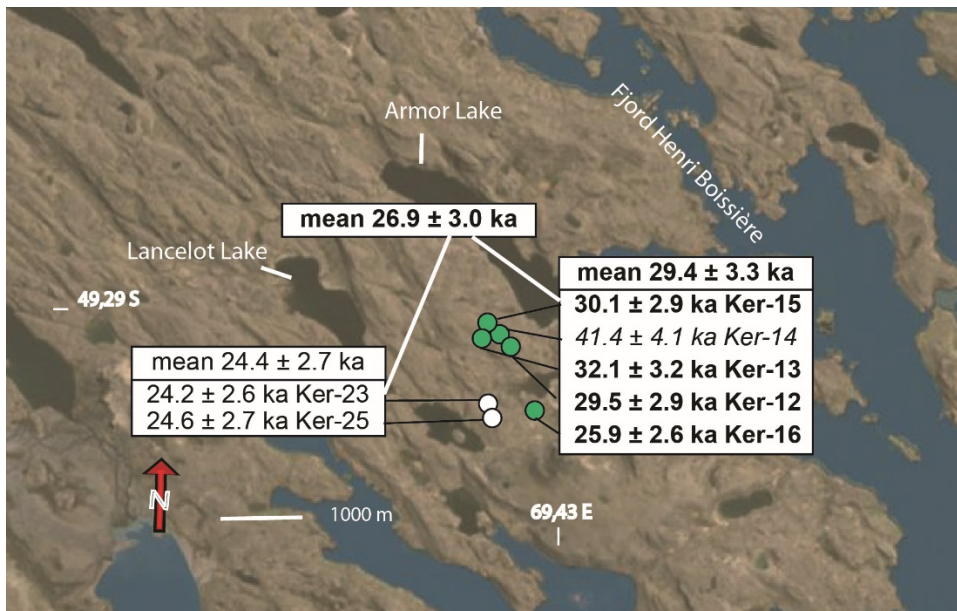 Armor Lake
Fjord Henri Boissière
mean 26.9 ± 3.0 ka
Lancelot Lake
49,29 S
mean 29.4 ± 3.3 ka
30.1 ± 2.9 ka Ker-15
41.4 ± 4.1 ka Ker-14
32.1 ± 3.2 ka Ker-13
29.5 ± 2.9 ka Ker-12
25.9 ± 2.6 ka Ker-16
mean 24.4 ± 2.7 ka
24.2 ± 2.6 ka Ker-23
24.6 ± 2.7 ka Ker-25
N
1000 m
69,43 E